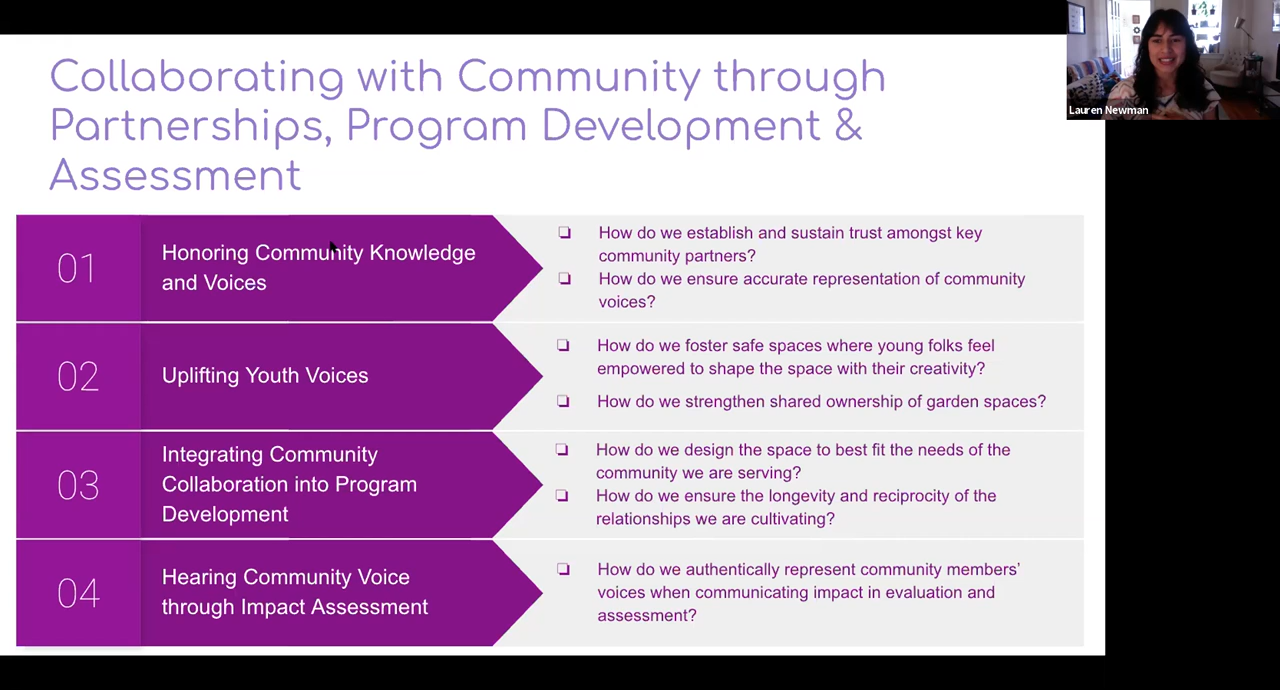 Collaborating with Community through
Partnerships, Program Development &
Assessment
Lauren Newman
01
Honoring Community Knowledge
and Voices
❏ How do we establish and sustain trust amongst key
community partners?
❏ How do we ensure accurate representation of community
voices?
02
Uplifting Youth Voices
❏ How do we foster safe spaces where young folks feel
empowered to shape the space with their creativity?
❏ How do we strengthen shared ownership of garden spaces?
03
Integrating Community
Collaboration into Program
Development
❏ How do we design the space to best fit the needs of the
community we are serving?
❏ How do we ensure the longevity and reciprocity of the
relationships we are cultivating?
04
Hearing Community Voice
through Impact Assessment
❏ How do we authentically represent community members’
voices when communicating impact in evaluation and
assessment?